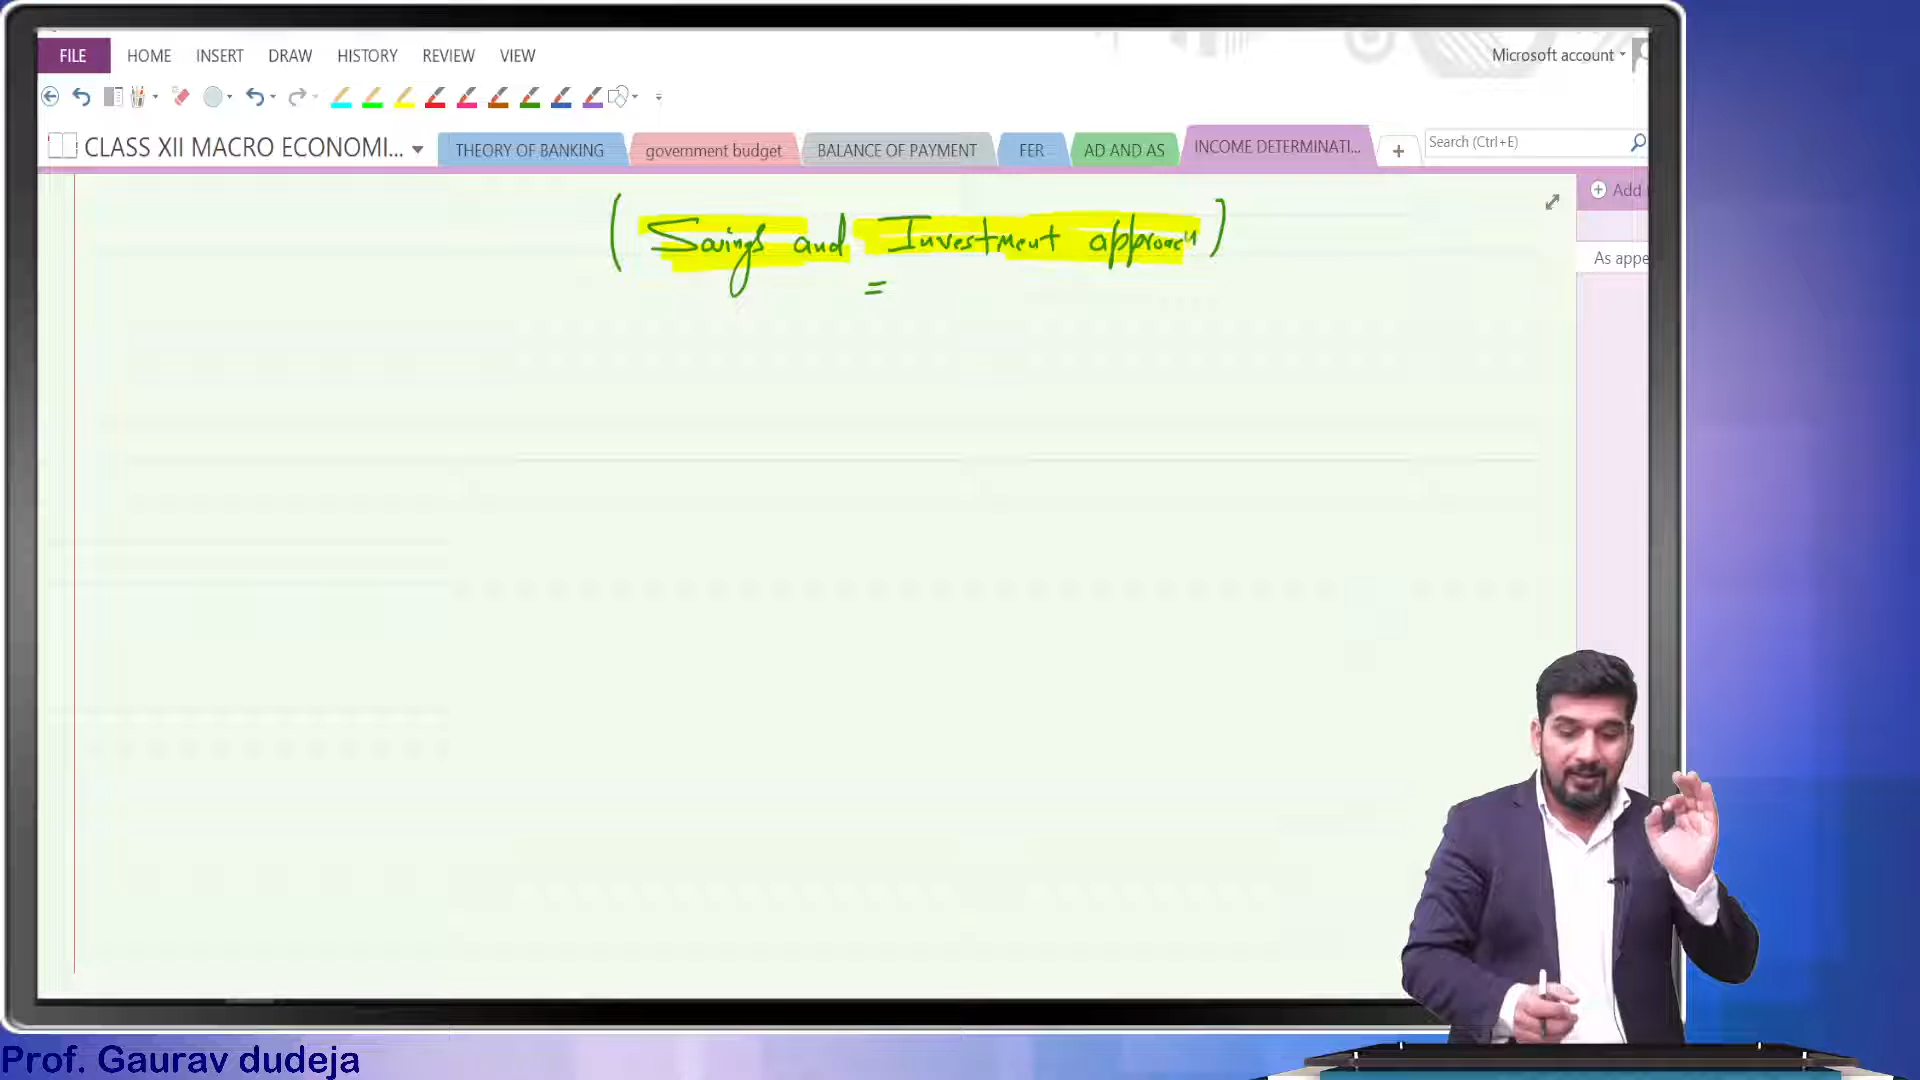 FILE HOME INSERT DRAW HISTORY REVIEW VIEW Microsoft account
CLASS XII MACRO ECONOMI... THEORY OF BANKING government budget BALANCE OF PAYMENT FER AD AND AS INCOME DETERMINATI... + Search (Ctrl+E)
Add
( Savings and Investment approach )
=
As appe
Prof. Gaurav dudeja